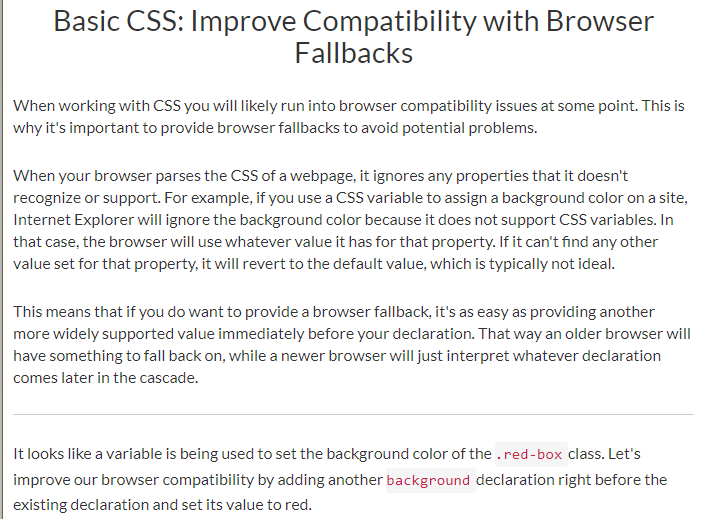 Basic CSS: Improve Compatibility with Browser
Fallbacks
When working with CSS you will likely run into browser compatibility issues at some point. This is
why it's important to provide browser fallbacks to avoid potential problems.
When your browser parses the CSS of a webpage, it ignores any properties that it doesn't
recognize or support. For example, if you use a CSS variable to assign a background color on a site,
Internet Explorer will ignore the background color because it does not support CSS variables. In
that case, the browser will use whatever value it has for that property. If it can't find any other
value set for that property, it will revert to the default value, which is typically not ideal.
This means that if you do want to provide a browser fallback, it's as easy as providing another
more widely supported value immediately before your declaration. That way an older browser will
have something to fall back on, while a newer browser will just interpret whatever declaration
comes later in the cascade.
It looks like a variable is being used to set the background color of the .red-box class. Let's
improve our browser compatibility by adding another background declaration right before the
existing declaration and set its value to red.